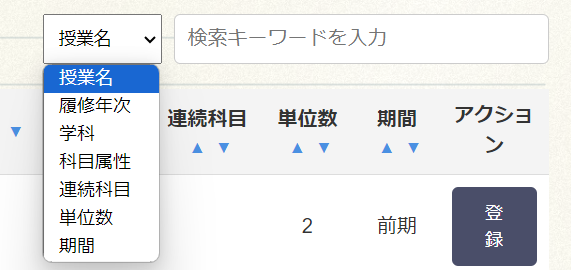 授業名
検索キーワードを入力
授業名
履修年次
学科
科目属性
連続科目
単位数
期間
▼
連続科目
▲ ▼
単位数
▲ ▼
期間
▲ ▼
アクショ
ン
2
前期
登
録